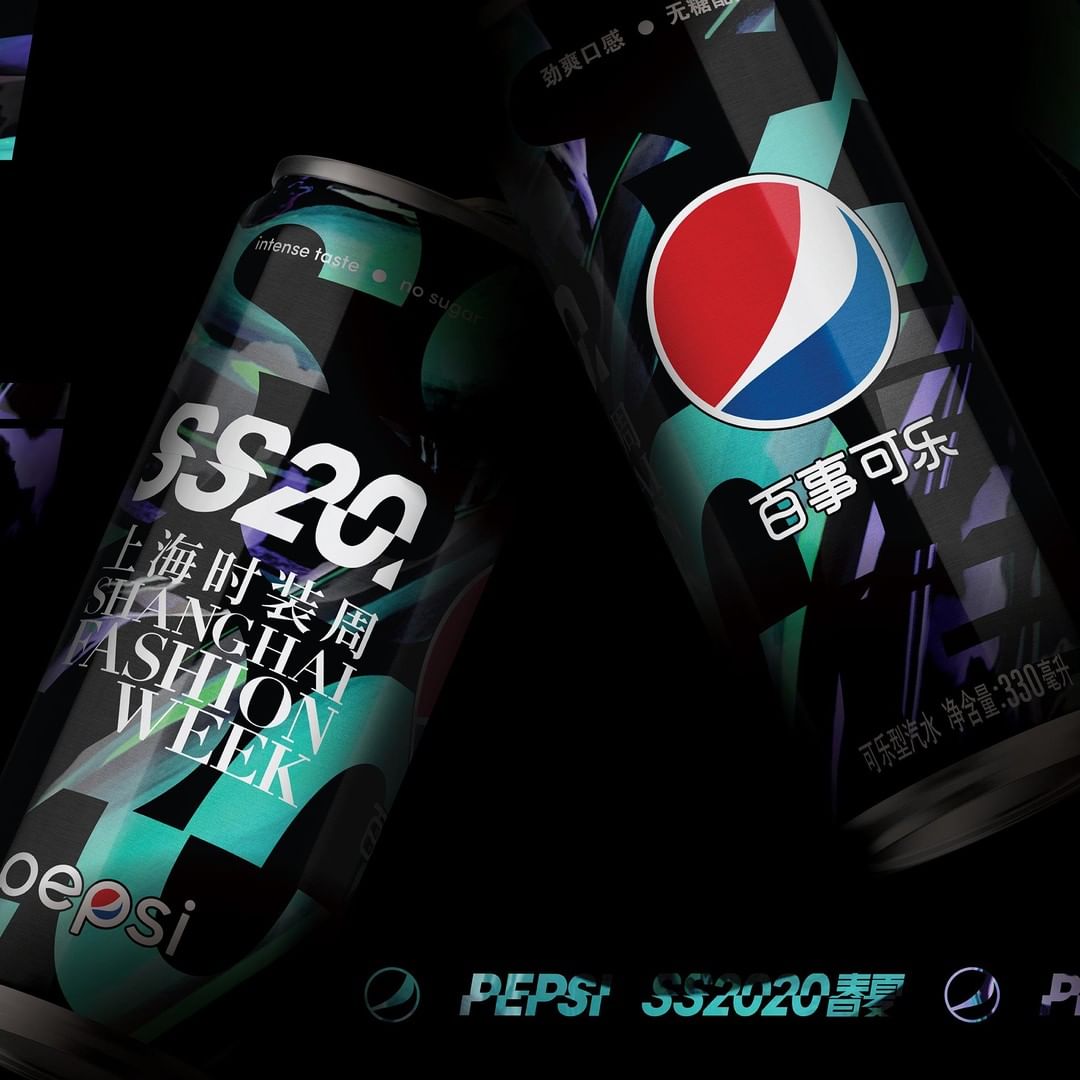 intense taste • no sugar
SS20
上海时装周
SHANGHAI
FASHION
WEEK
pepsi
劲爽口感 • 无糖
百事可乐
可乐型汽水 净含量:330毫升
PEPSI SS2020春夏